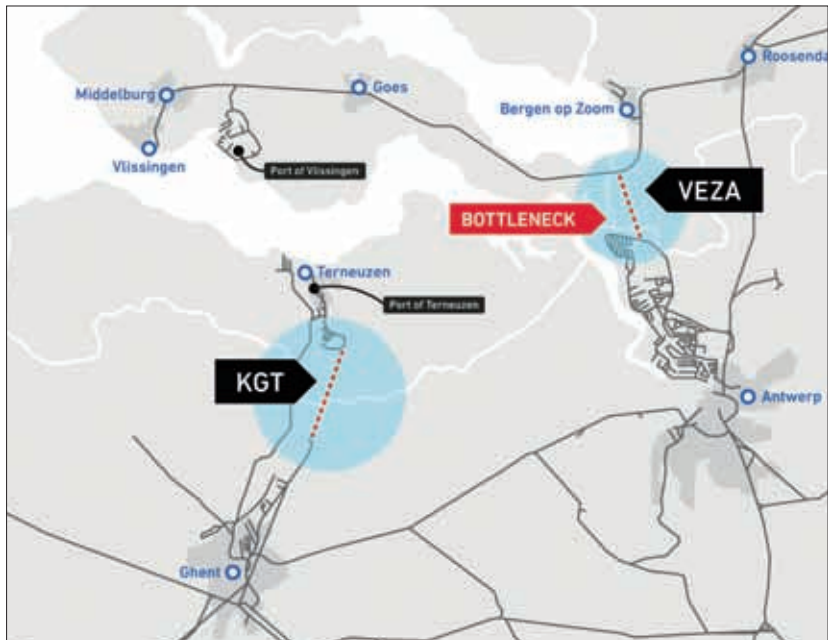 Roosenda
Goes
Middelburg
Bergen op Zoom
Vlissingen
Port of Vlissingen
VEZA
BOTTLENECK
Terneuzen
Port of Terneuzen
KGT
Antwerp
Ghent